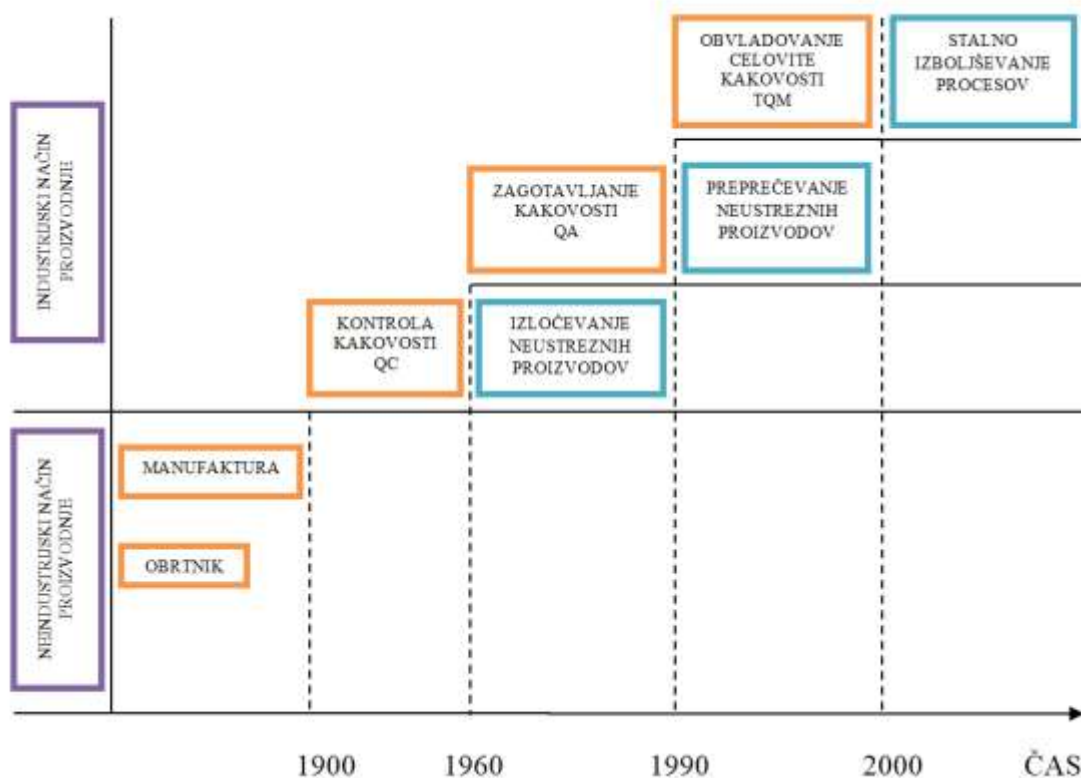 OBVLADOVANJE
CELOVITE
KAKOVOSTI
TQM
STALNO
IZBOLJŠEVANJE
PROCESOV
INDUSTRIJSKI NAČIN
PROIZVODNJE
ZAGOTAVLJANJE
KAKOVOSTI
QA
PREPREČEVANJE
NEUSTREZNIH
PROIZVODOV
KONTROLA
KAKOVOSTI
QC
IZLOČEVANJE
NEUSTREZNIH
PROIZVODOV
NEINDUSTRIJSKI NAČIN
PROIZVODNJE
MANUFAKTURA
OBRTNIK
1900 1960 1990 2000 ČAS